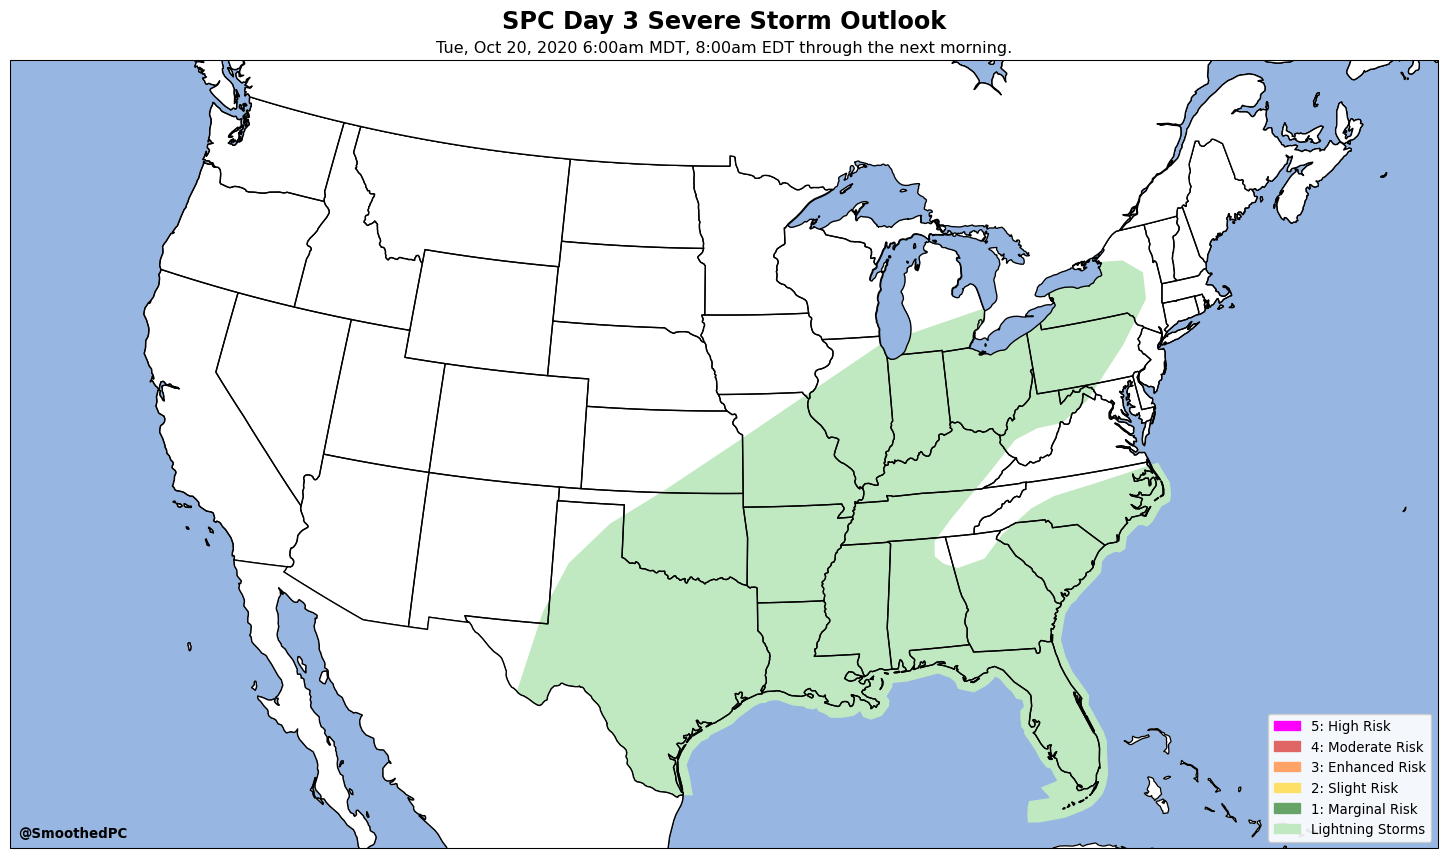 SPC Day 3 Severe Storm Outlook
Tue, Oct 20, 2020 6:00am MDT, 8:00am EDT through the next morning.
5: High Risk
4: Moderate Risk
3: Enhanced Risk
2: Slight Risk
1: Marginal Risk
Lightning Storms
@SmoothedPC